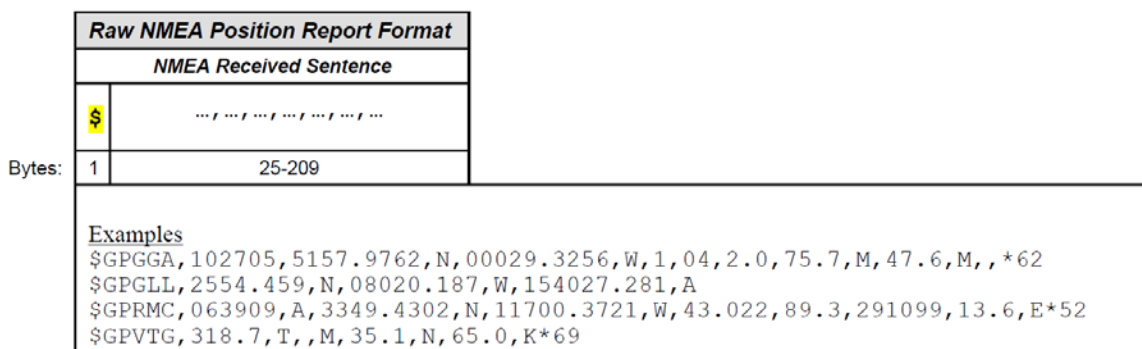 Raw NMEA Position Report Format
NMEA Received Sentence
$ …,…,…,…,…,…,…
Bytes: 1 25-209
Examples
$GPGGA,102705,5157.9762,N,00029.3256,W,1,04,2.0,75.7,M,47.6,M,,*62
$GPGLL,2554.459,N,08020.187,W,154027.281,A
$GPRMC,063909,A,3349.4302,N,11700.3721,W,43.022,89.3,291099,13.6,E*52
$GPVTG,318.7,T,,M,35.1,N,65.0,K*69